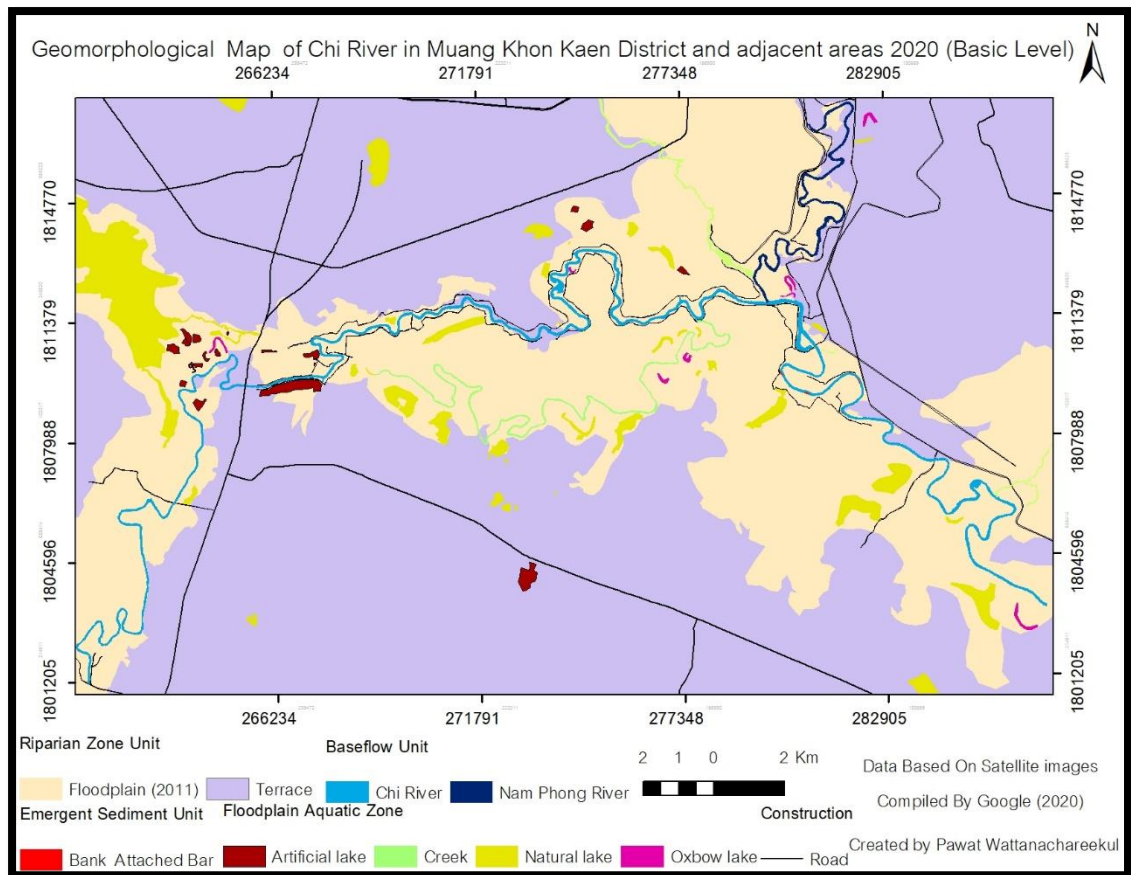 Geomorphological Map of Chi River in Muang Khon Kaen District and adjacent areas 2020 (Basic Level)
N
266234 271791 277348 282905
1814770 1814770
1811379 1811379
1807988 1807988
1804596 1804596
1801205 1801205
266234 271791 277348 282905
Riparian Zone Unit Baseflow Unit
2 1 0 2 Km
Floodplain (2011) Terrace Chi River Nam Phong River
Data Based On Satellite images
Compiled By Google (2020)
Emergent Sediment Unit Floodplain Aquatic Zone Construction
Bank Attached Bar Artificial lake Creek Natural lake Oxbow lake Road
Created by Pawat Wattanachareekul